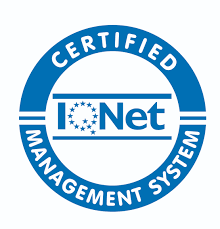 CERTIFIED
IQNet
MANAGEMENT SYSTEM